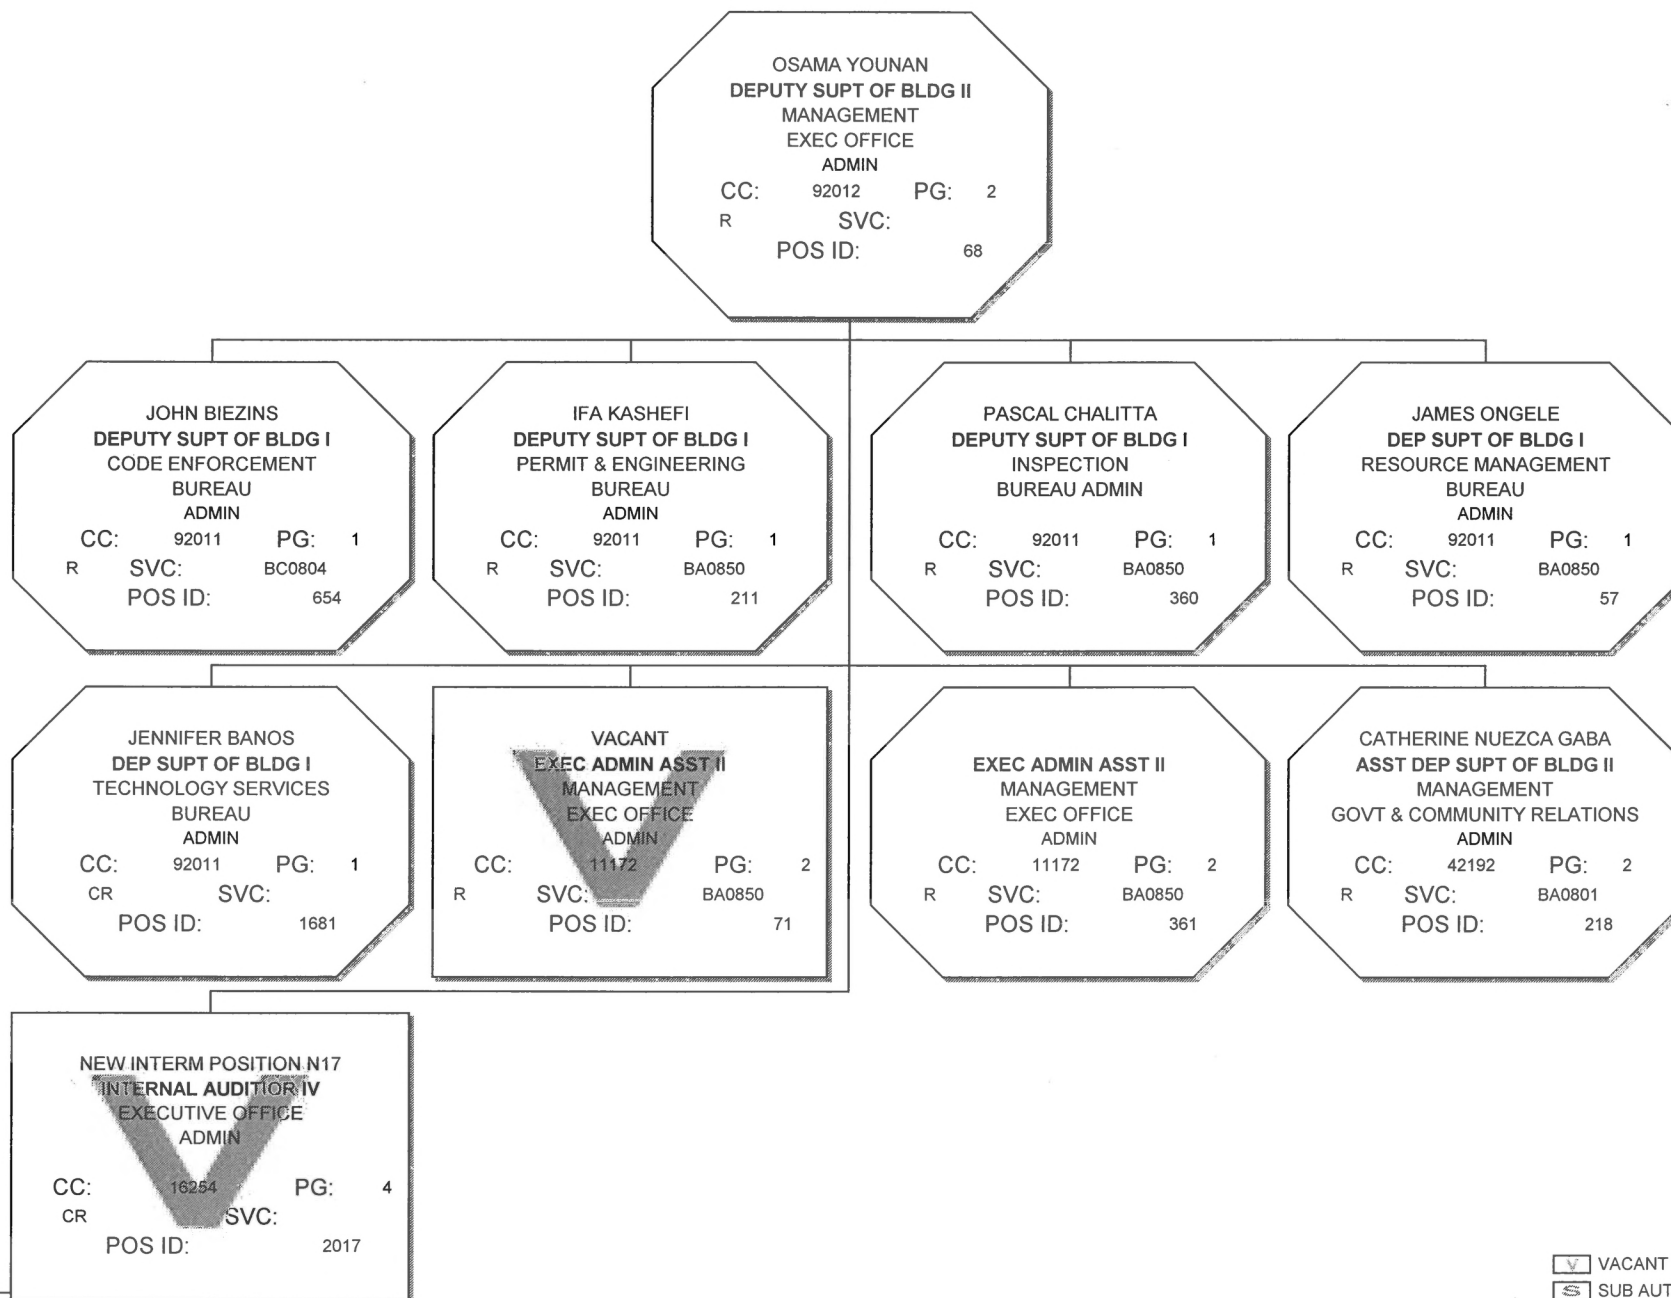 OSAMA YOUNAN
DEPUTY SUPT OF BLDG II
MANAGEMENT
EXEC OFFICE
ADMIN
CC: 92012 PG: 2
R SVC:
POS ID: 68
JOHN BIEZINS
DEPUTY SUPT OF BLDG I
CODE ENFORCEMENT
BUREAU
ADMIN
CC: 92011 PG: 1
R SVC: BC0804
POS ID: 654
IFA KASHEFI
DEPUTY SUPT OF BLDG I
PERMIT & ENGINEERING
BUREAU
ADMIN
CC: 92011 PG: 1
R SVC: BA0850
POS ID: 211
PASCAL CHALITTA
DEPUTY SUPT OF BLDG I
INSPECTION
BUREAU ADMIN
CC: 92011 PG: 1
R SVC: BA0850
POS ID: 360
JAMES ONGELE
DEP SUPT OF BLDG I
RESOURCE MANAGEMENT
BUREAU
ADMIN
CC: 92011 PG: 1
R SVC: BA0850
POS ID: 57
JENNIFER BANOS
DEP SUPT OF BLDG I
TECHNOLOGY SERVICES
BUREAU
ADMIN
CC: 92011 PG: 1
CR SVC:
POS ID: 1681
VACANT
EXEC ADMIN ASST II
MANAGEMENT
EXEC OFFICE
ADMIN
CC: 11172 PG: 2
R SVC: BA0850
POS ID: 71
EXEC ADMIN ASST II
MANAGEMENT
EXEC OFFICE
ADMIN
CC: 11172 PG: 2
R SVC: BA0850
POS ID: 361
CATHERINE NUEZCA GABA
ASST DEP SUPT OF BLDG II
MANAGEMENT
GOVT & COMMUNITY RELATIONS
ADMIN
CC: 42192 PG: 2
R SVC: BA0801
POS ID: 218
NEW INTERM POSITION N17
INTERNAL AUDITIOR IV
EXECUTIVE OFFICE
ADMIN
CC: 16254 PG: 4
CR SVC:
POS ID: 2017
V VACANT
S SUB AUT